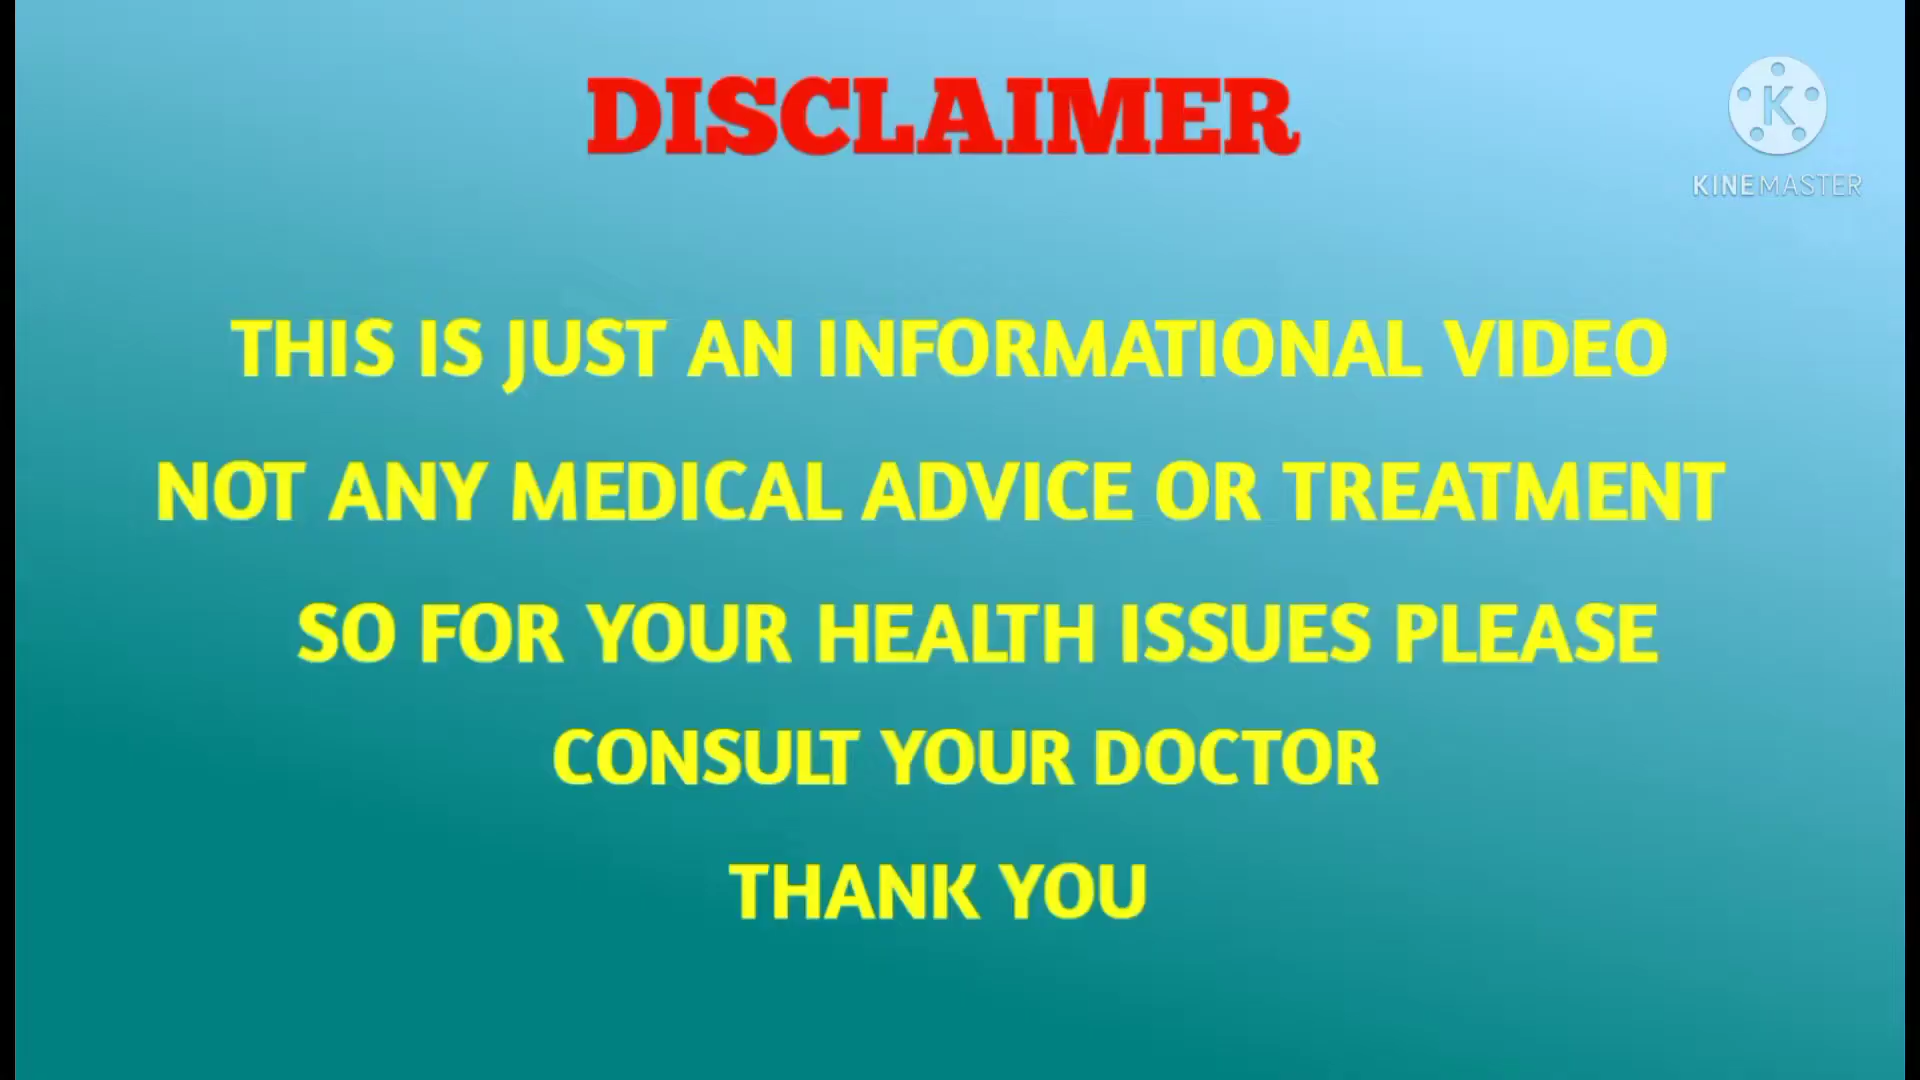 DISCLAIMER
K
KINEMASTER
THIS IS JUST AN INFORMATIONAL VIDEO
NOT ANY MEDICAL ADVICE OR TREATMENT
SO FOR YOUR HEALTH ISSUES PLEASE
CONSULT YOUR DOCTOR
THANK YOU